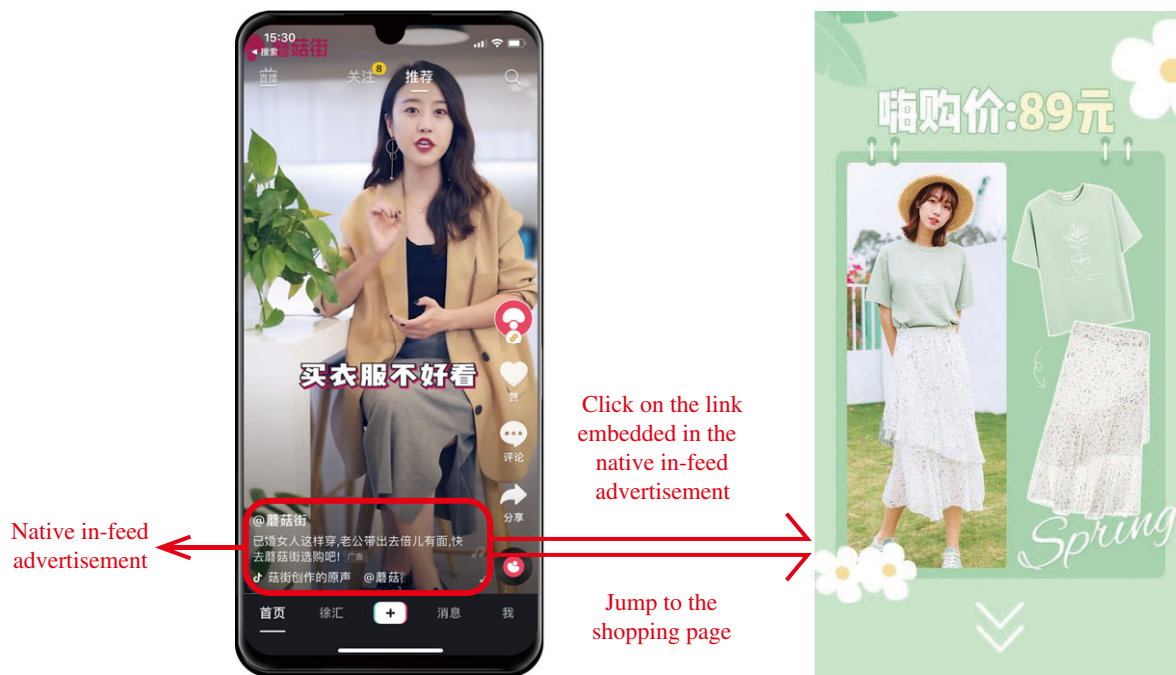 15:30
搜索
蘑菇街
直播
关注
8
推荐
买衣服不好看
赞
评论
分享
@蘑菇街
已婚女人这样穿,老公带出去倍儿有面,快
去蘑菇街选购吧! 广告
菇街创作的原声 @蘑菇街
首页
徐汇
+
消息
我
Native in-feed
advertisement
Click on the link
embedded in the
native in-feed
advertisement
Jump to the
shopping page
嗨购价:89元
Spring